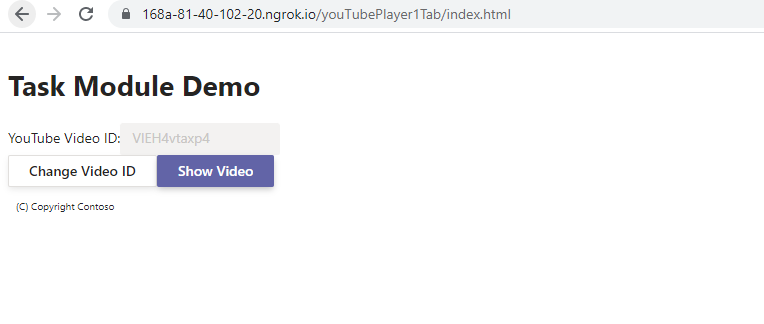 168a-81-40-102-20.ngrok.io/youTubePlayer1Tab/index.html
Task Module Demo
YouTube Video ID: VlEH4vtaxp4
Change Video ID Show Video
(C) Copyright Contoso